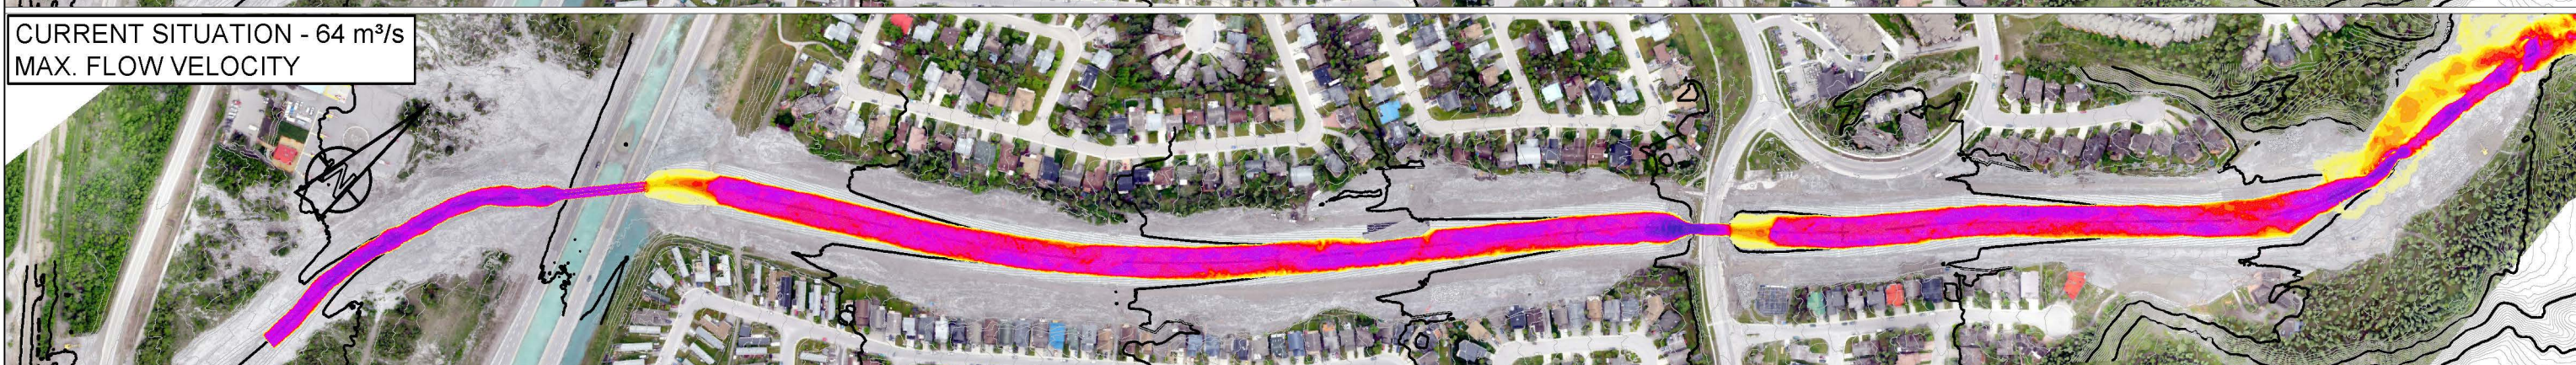 CURRENT SITUATION - 64 m³/s
MAX. FLOW VELOCITY